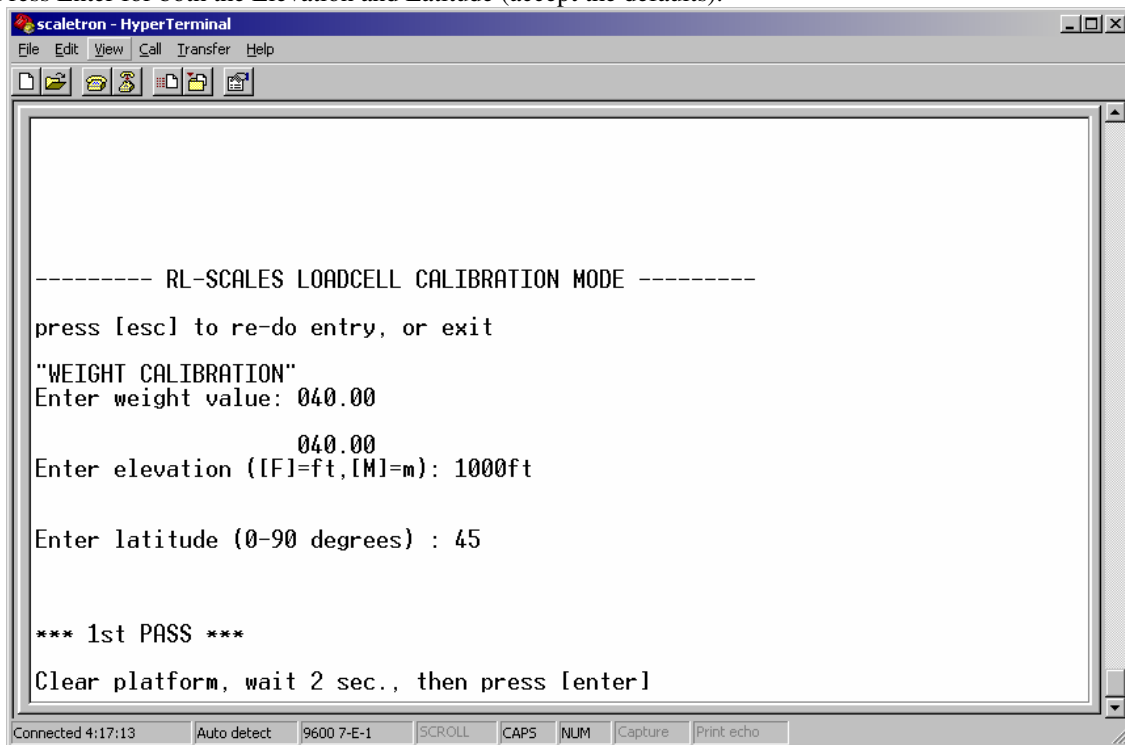 Press Enter for both the Elevation and Latitude (accept the defaults).
scaletron - HyperTerminal
File Edit View Call Transfer Help
--------- RL-SCALES LOADCELL CALIBRATION MODE ---------
press [esc] to re-do entry, or exit
"WEIGHT CALIBRATION"
Enter weight value: 040.00
040.00
Enter elevation ([F]=ft,[M]=m): 1000ft
Enter latitude (0-90 degrees) : 45
*** 1st PASS ***
Clear platform, wait 2 sec., then press [enter]
Connected 4:17:13 Auto detect 9600 7-E-1 SCROLL CAPS NUM Capture Print echo